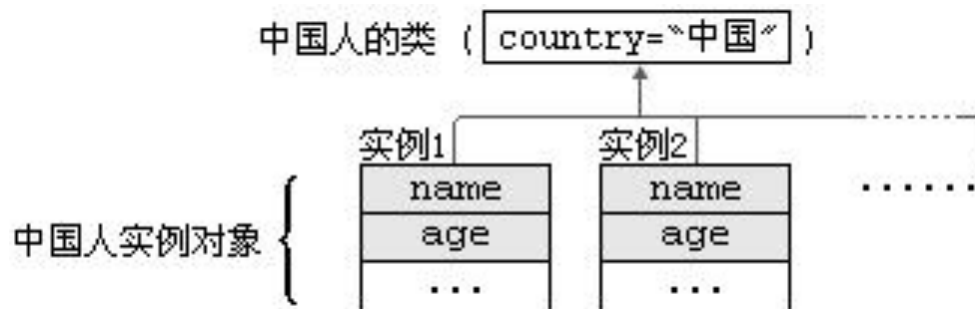 中国人的类 ( country="中国" )
实例1 实例2
name name ......
age age
中国人实例对象
... ...